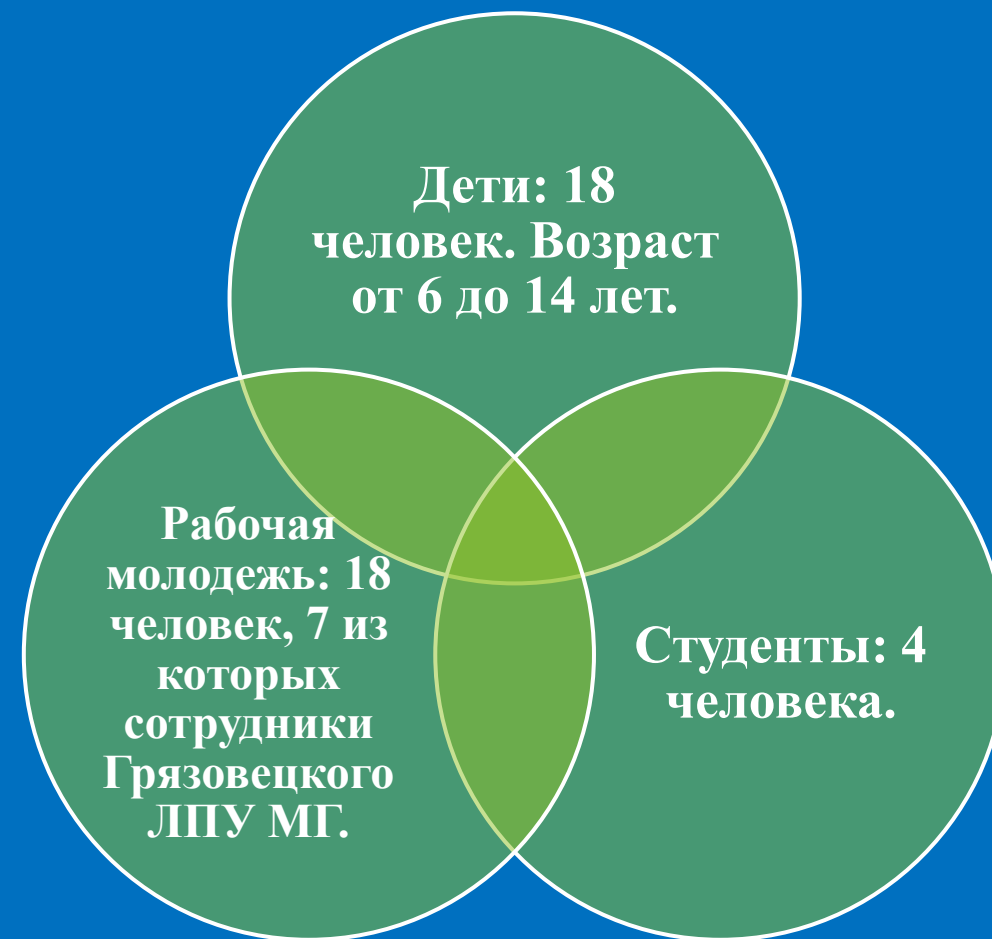 Дети: 18
человек. Возраст
от 6 до 14 лет.
Рабочая
молодежь: 18
человек, 7 из
которых
сотрудники
Грязовецкого
ЛПУ МГ.
Студенты: 4
человека.